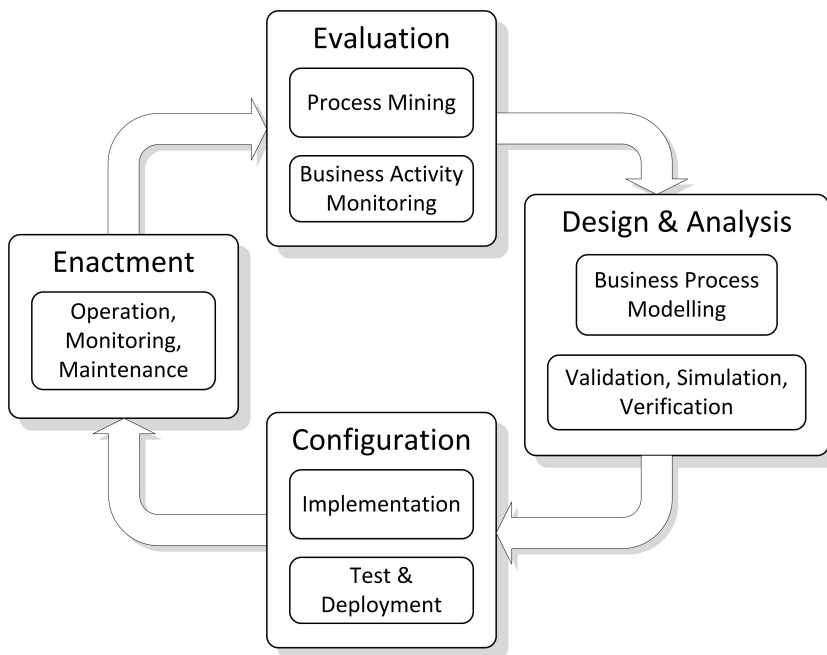 Evaluation
Process Mining
Business Activity
Monitoring
Design & Analysis
Business Process
Modelling
Validation, Simulation,
Verification
Configuration
Implementation
Test &
Deployment
Enactment
Operation,
Monitoring,
Maintenance